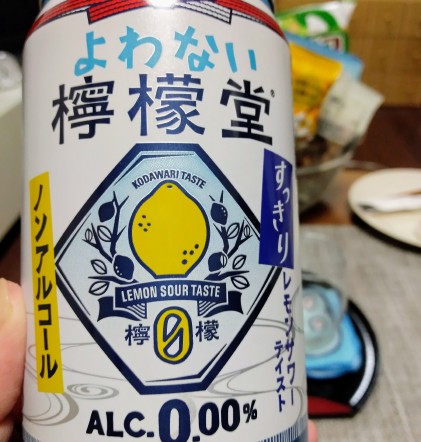 よわない
檸檬堂
ノンアルコール
KODAWARI TASTE
LEMON SOUR TASTE
檸0檬
すっきりレモンサワー
テイスト
ALC.0.00%